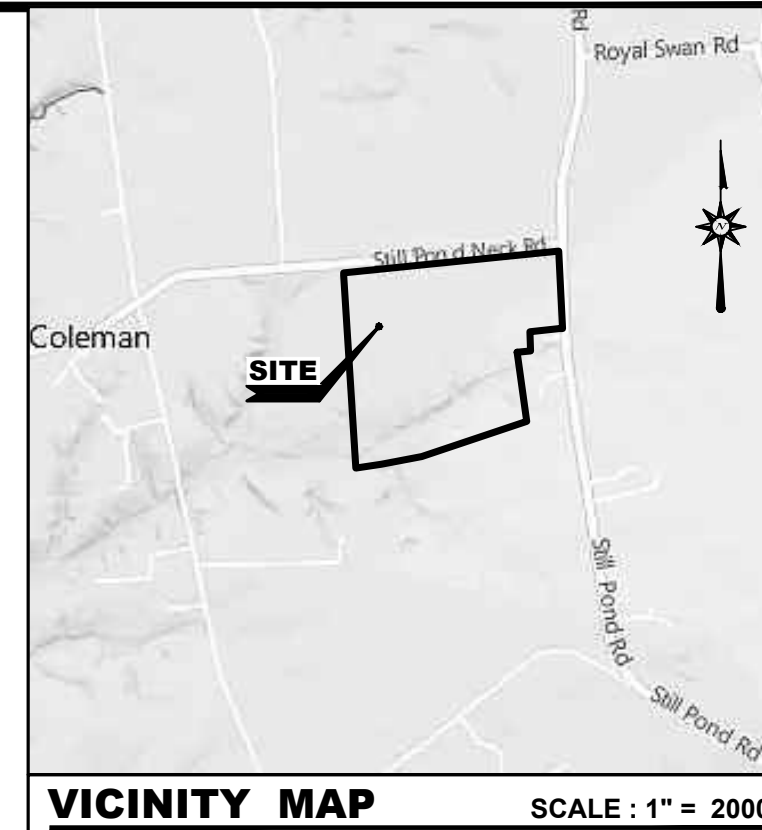 Rd
Royal Swan Rd
N
Still Pond Neck Rd
Coleman
SITE
Still Pond Rd
Still Pond Rd
VICINITY MAP
SCALE : 1" = 2000